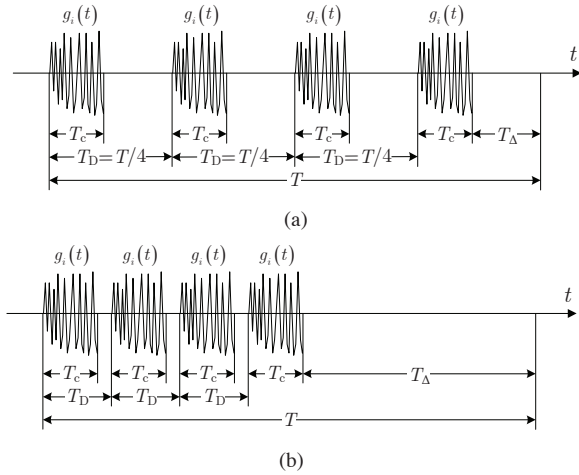 g_i(t) g_i(t) g_i(t) g_i(t)
t
T_c T_c T_c T_c T_Δ
T_D=T/4 T_D=T/4 T_D=T/4
T
(a)
g_i(t) g_i(t) g_i(t) g_i(t)
t
T_c T_c T_c T_c T_Δ
T_D T_D T_D
T
(b)